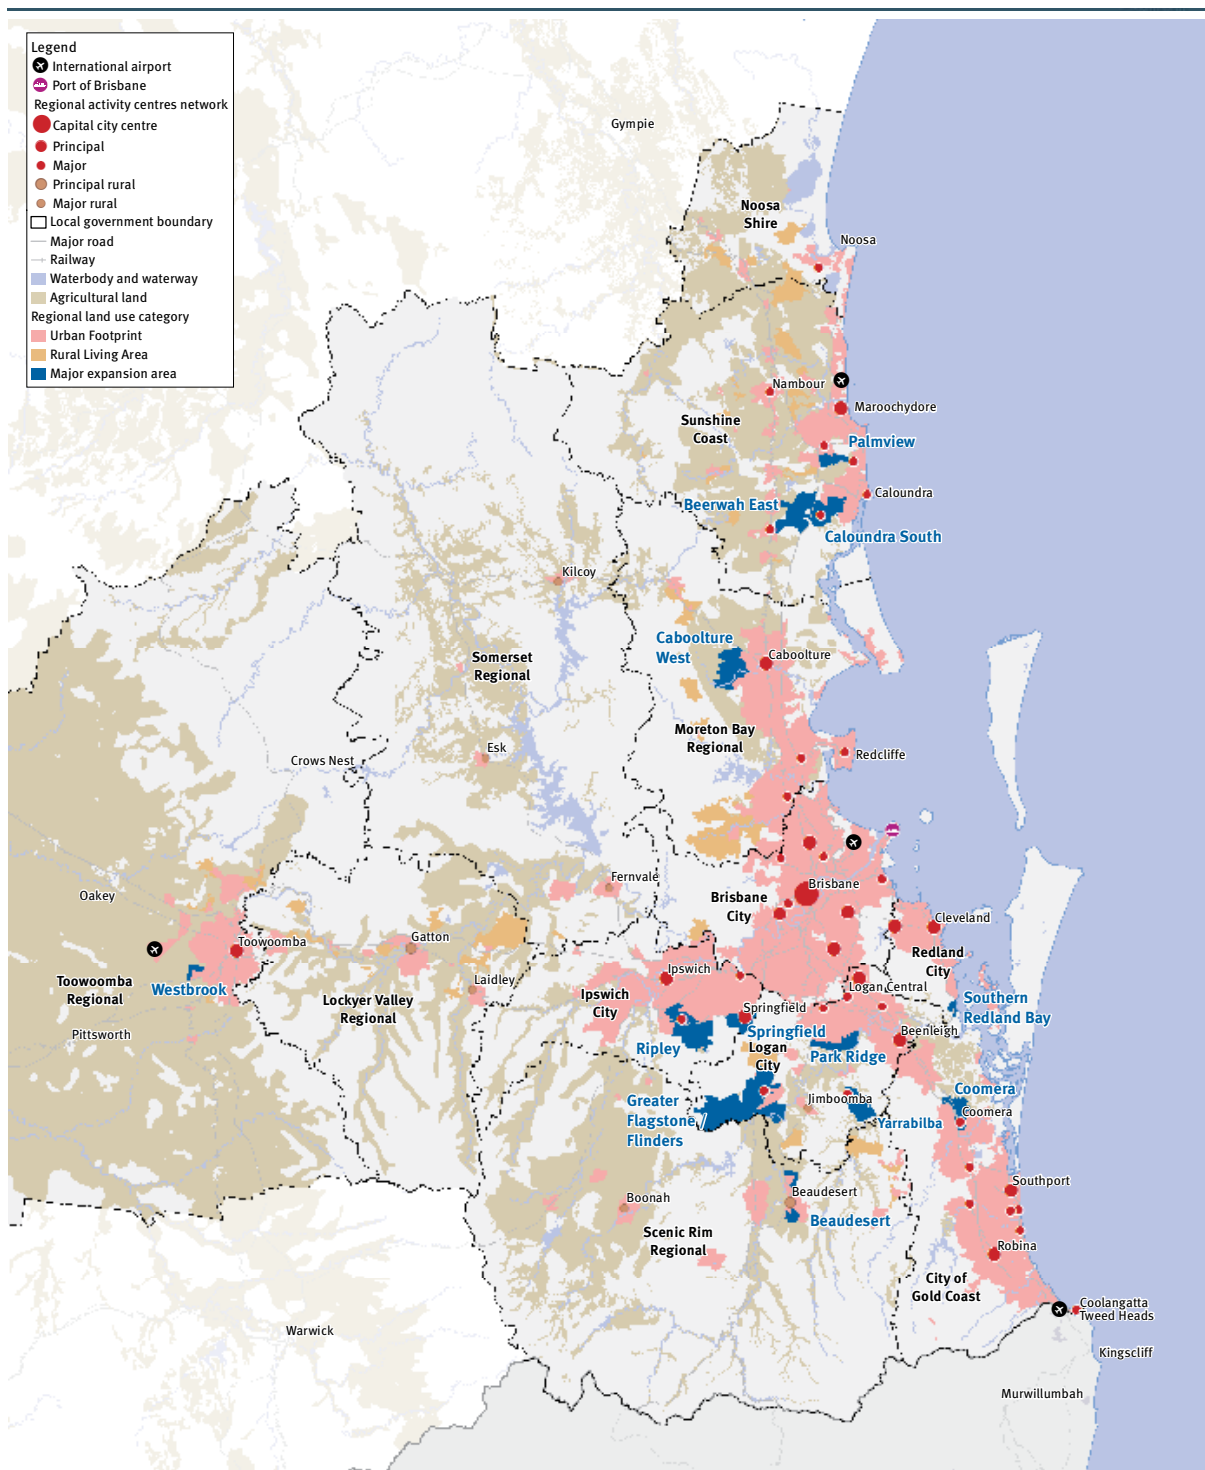 Legend
International airport
Port of Brisbane
Regional activity centres network
Capital city centre
Principal
Major
Principal rural
Major rural
Local government boundary
Major road
Railway
Waterbody and waterway
Agricultural land
Regional land use category
Urban Footprint
Rural Living Area
Major expansion area
Gympie
Noosa
Shire
Noosa
Nambour
Maroochydore
Sunshine
Coast
Palmview
Caloundra
Beerwah East
Caloundra South
Kilcoy
Caboolture
West
Caboolture
Somerset
Regional
Moreton Bay
Regional
Esk
Redcliffe
Crows Nest
Fernvale
Brisbane
Oakey
Brisbane
City
Cleveland
Gatton
Toowoomba
Redland
City
Ipswich
Laidley
Toowoomba
Regional
Westbrook
Lockyer Valley
Regional
Ipswich
City
Logan Central
Southern
Redland Bay
Springfield
Springfield
Pittsworth
Beenleigh
Ripley
Logan
City
Park Ridge
Coomera
Greater
Flagstone /
Flinders
Jimboomba
Coomera
Yarrabilba
Southport
Beaudesert
Boonah
Beaudesert
Scenic Rim
Regional
Robina
City of
Gold Coast
Coolangatta
Tweed Heads
Warwick
Kingscliff
Murwillumbah